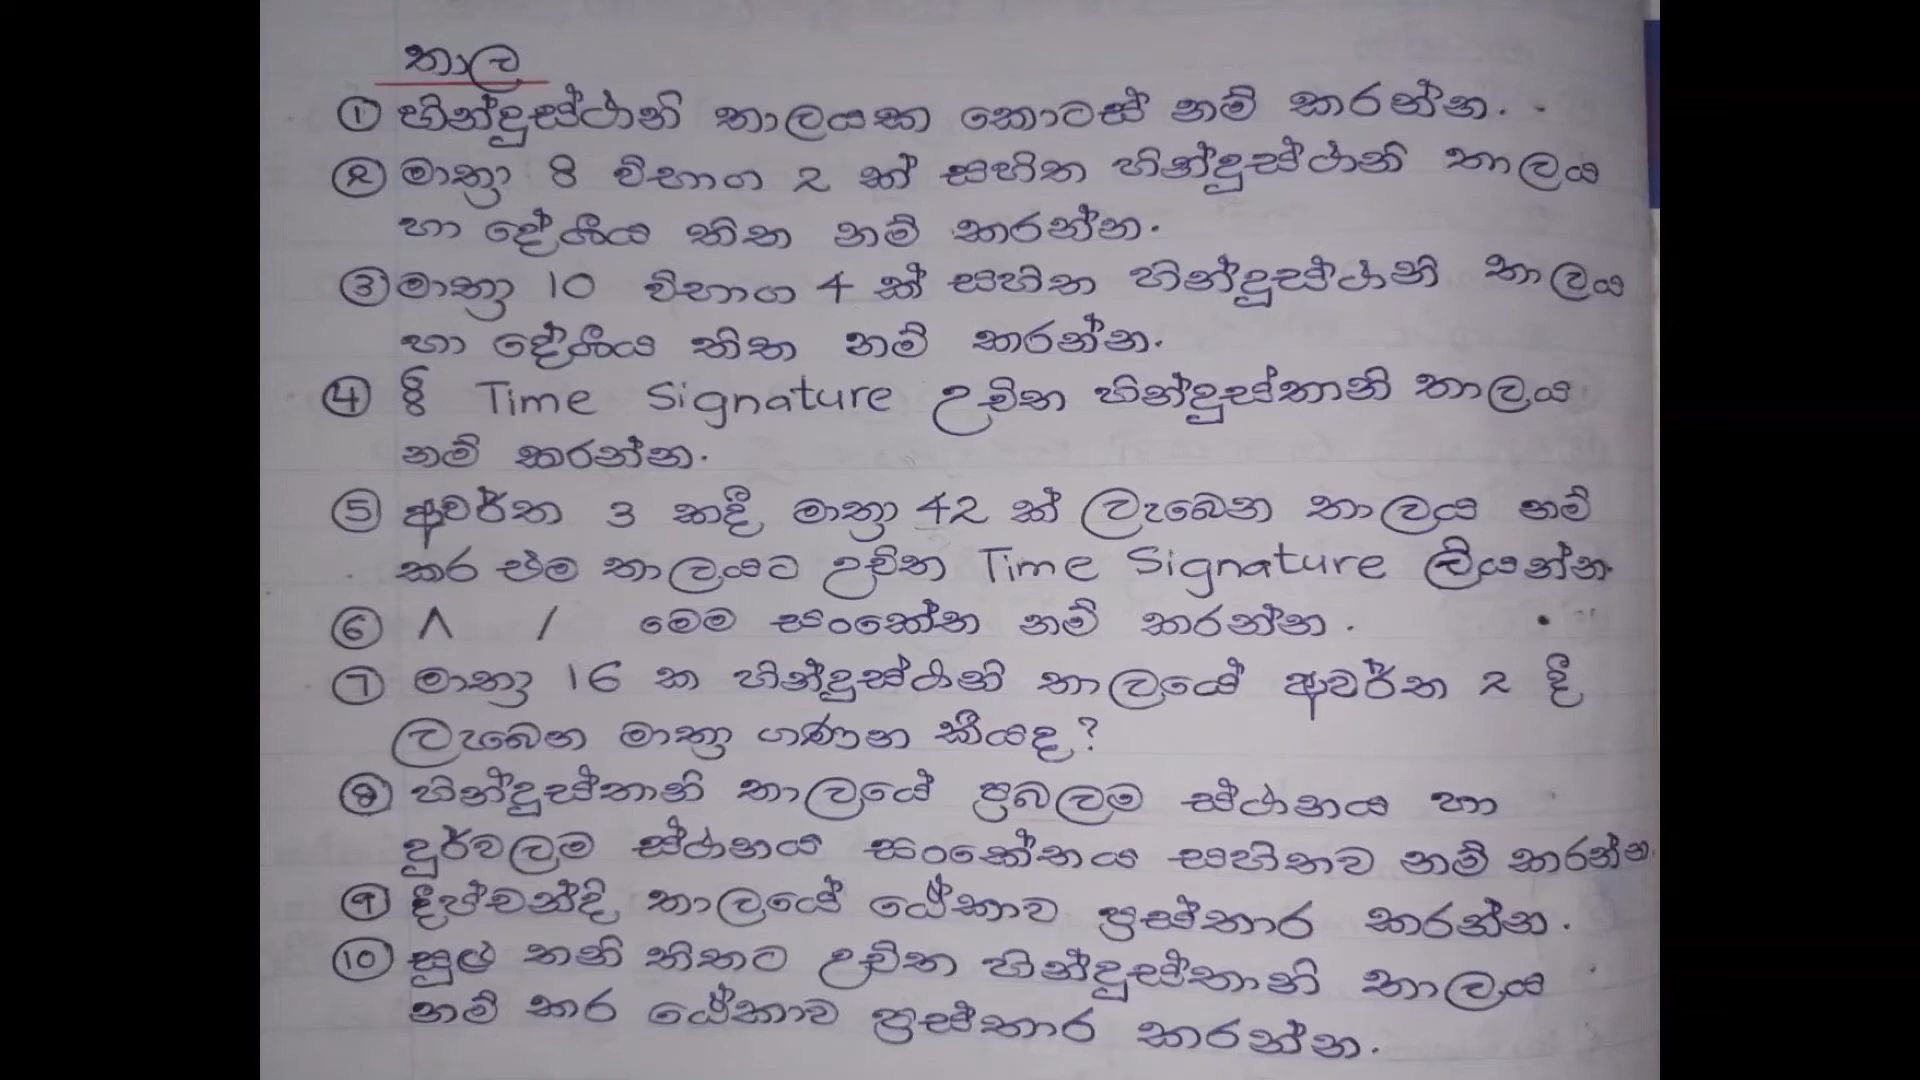 තාල
① හින්දුස්ථානි තාලයක කොටස් නම් කරන්න.
② මාත්‍රා 8 විභාග 2 ක් සහිත හින්දුස්ථානි තාලය
හා දේශීය තිත නම් කරන්න.
③ මාත්‍රා 10 විභාග 4 ක් සහිත හින්දුස්ථානි තාලය
හා දේශීය තිත නම් කරන්න.
④ 6/8 Time Signature උචිත හින්දුස්තානි තාලය
නම් කරන්න.
⑤ ආවර්ත 3 කදී මාත්‍රා 42 ක් ලැබෙන තාලය නම්
කර එම තාලයට උචිත Time Signature ලියන්න
⑥ ᴧ / මෙම සංකේත නම් කරන්න.
⑦ මාත්‍රා 16 ක හින්දුස්ථානි තාලයේ ආවර්ත 2 දී
ලැබෙන මාත්‍රා ගණන කීයද?
⑧ හින්දුස්තානි තාලයේ ප්‍රබලම ස්ථානය හා
දුර්වලම ස්ථානය සංකේතය සහිතව නම් කරන්න.
⑨ දීප්චන්දි තාලයේ ඨේකාව ප්‍රස්තාර කරන්න.
⑩ සුළු තනි තිතට උචිත හින්දුස්තානි තාලය
නම් කර ඨේකාව ප්‍රස්තාර කරන්න.